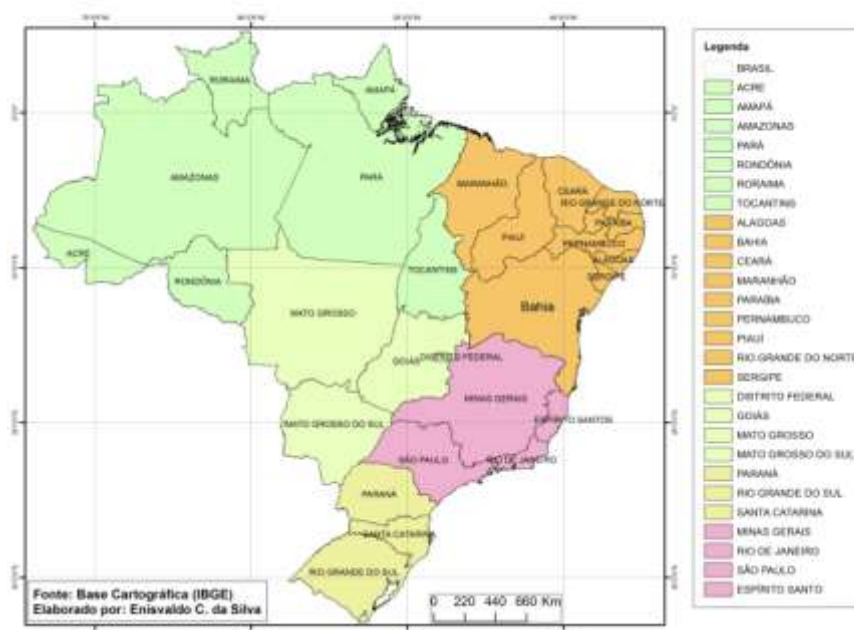 RORAIMA
AMAPÁ
AMAZONAS
PARÁ
MARANHÃO
CEARÁ
RIO GRANDE DO NORTE
PARAÍBA
PIAUÍ
PERNAMBUCO
ACRE
ALAGOAS
SERGIPE
RONDÔNIA
TOCANTINS
Bahia
MATO GROSSO
DISTRITO FEDERAL
GOIÁS
MINAS GERAIS
ESPÍRITO SANTOS
MATO GROSSO DO SUL
SÃO PAULO
RIO DE JANEIRO
PARANÁ
SANTA CATARINA
RIO GRANDE DO SUL
Fonte: Base Cartográfica (IBGE)
Elaborado por: Enisvaldo C. da Silva
0 220 440 660 Km
Legenda
BRASIL
ACRE
AMAPÁ
AMAZONAS
PARÁ
RONDÔNIA
RORAIMA
TOCANTINS
ALAGOAS
BAHIA
CEARÁ
MARANHÃO
PARAÍBA
PERNAMBUCO
PIAUÍ
RIO GRANDE DO NORTE
SERGIPE
DISTRITO FEDERAL
GOIÁS
MATO GROSSO
MATO GROSSO DO SUL
PARANÁ
RIO GRANDE DO SUL
SANTA CATARINA
MINAS GERAIS
RIO DE JANEIRO
SÃO PAULO
ESPÍRITO SANTO